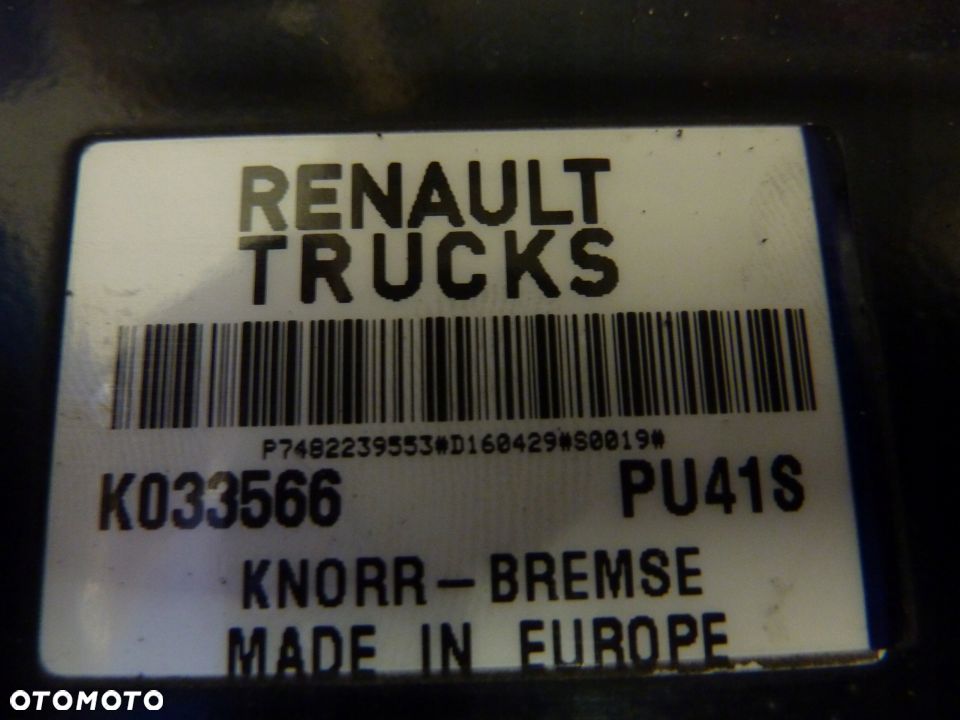 RENAULT
TRUCKS
P7482239553#D160429#S0019#
K033566 PU41S
KNORR-BREMSE
MADE IN EUROPE
OTOMOTO